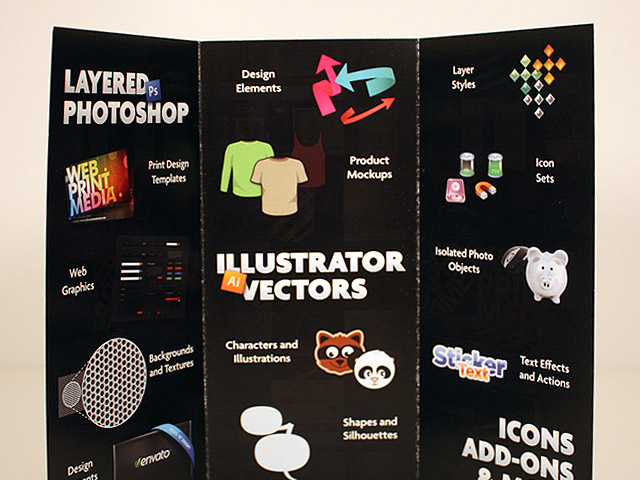 LAYERED
Ps
PHOTOSHOP
Print Design
Templates
WEB
PRINT
MEDIA
Web
Graphics
Backgrounds
and Textures
Design
envato
Design
Elements
Product
Mockups
ILLUSTRATOR
Ai
VECTORS
Characters and
Illustrations
Shapes and
Silhouettes
Layer
Styles
Icon
Sets
Isolated Photo
Objects
Sticker
Text
Text Effects
and Actions
ICONS
ADD-ONS